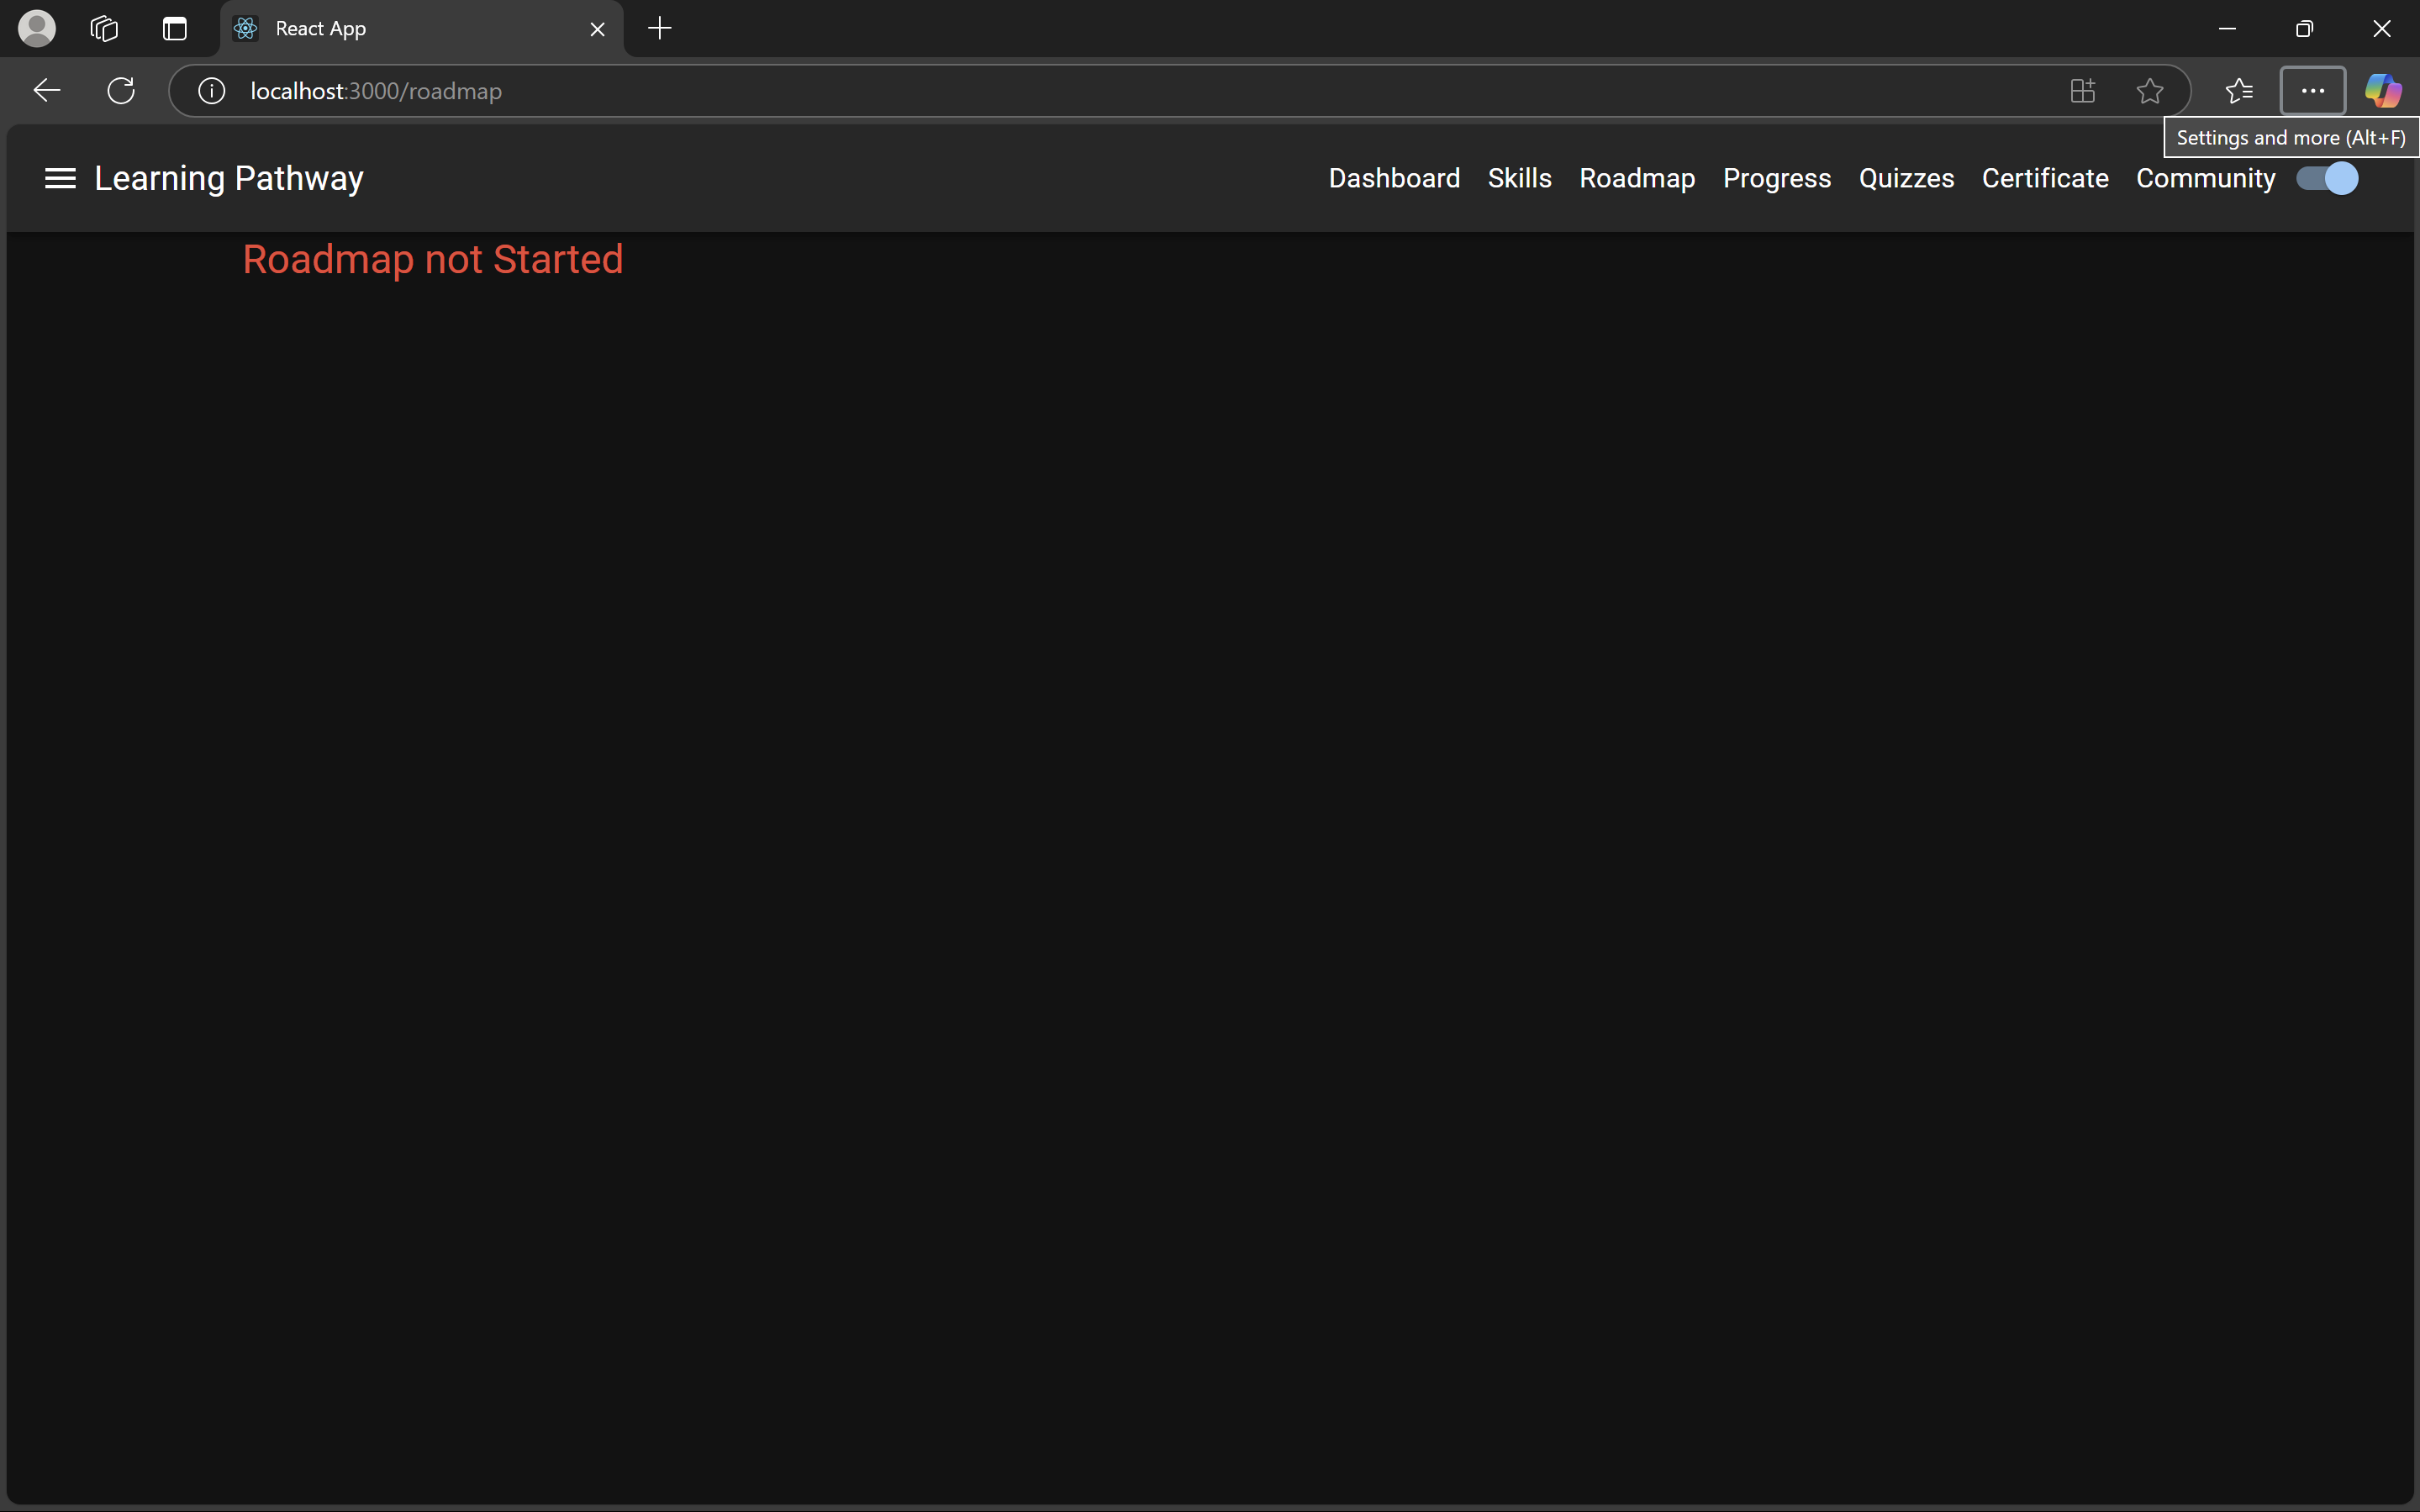 React App
localhost:3000/roadmap
Settings and more (Alt+F)
Learning Pathway
Dashboard Skills Roadmap Progress Quizzes Certificate Community
Roadmap not Started